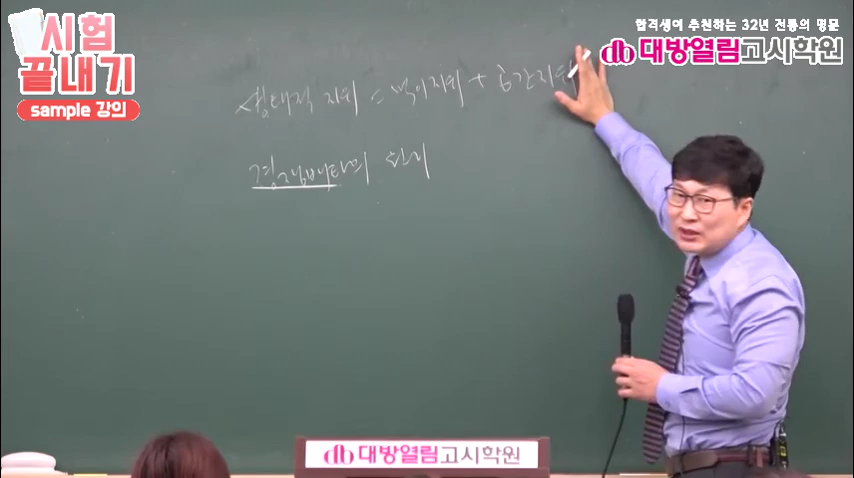 시험
끝내기
sample 강의
합격생이 추천하는 32년 전통의 명문
대방열림고시학원
생태적 지위 = 먹이지위 + 공간지위
경쟁배타의 원리
대방열림고시학원